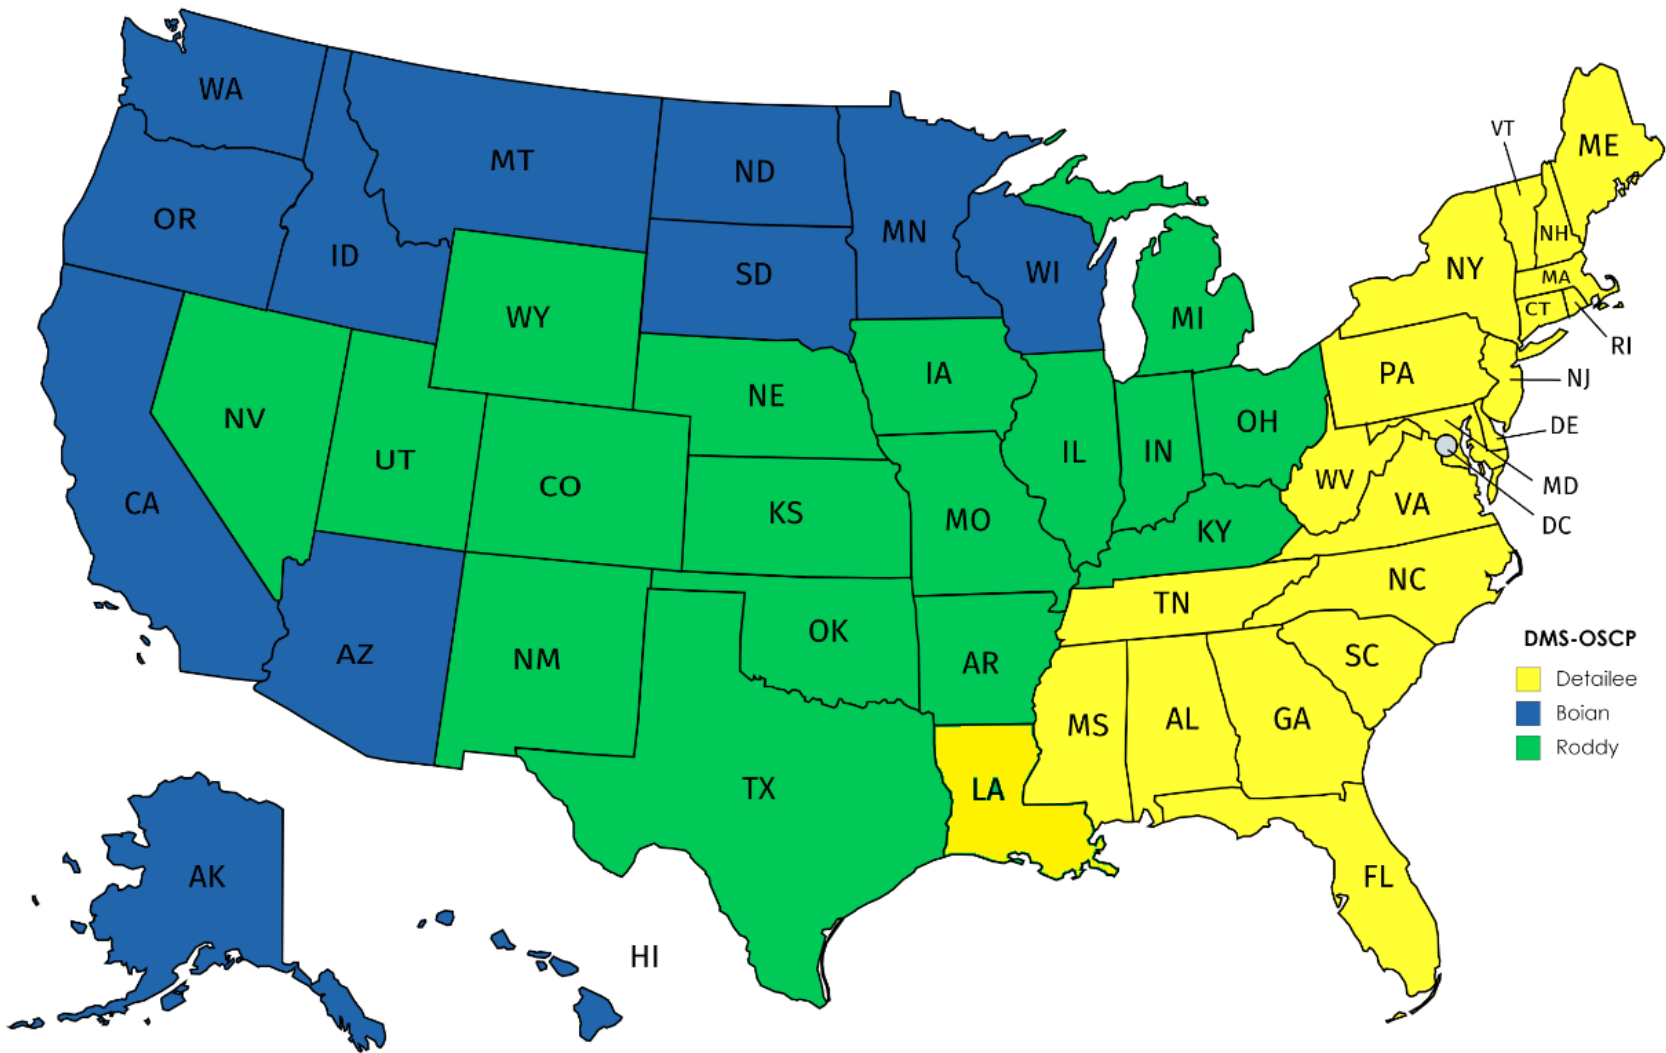 WA
MT
ND
OR
ID
MN
SD
WI
WY
MI
VT
ME
NH
NY
MA
CT
RI
PA
NJ
DE
MD
DC
NV
UT
CO
NE
IA
IL
IN
OH
WV
VA
CA
KS
MO
KY
NC
TN
AZ
NM
OK
AR
SC
MS
AL
GA
TX
LA
FL
AK
HI
DMS-OSCP
Detailee
Boian
Roddy